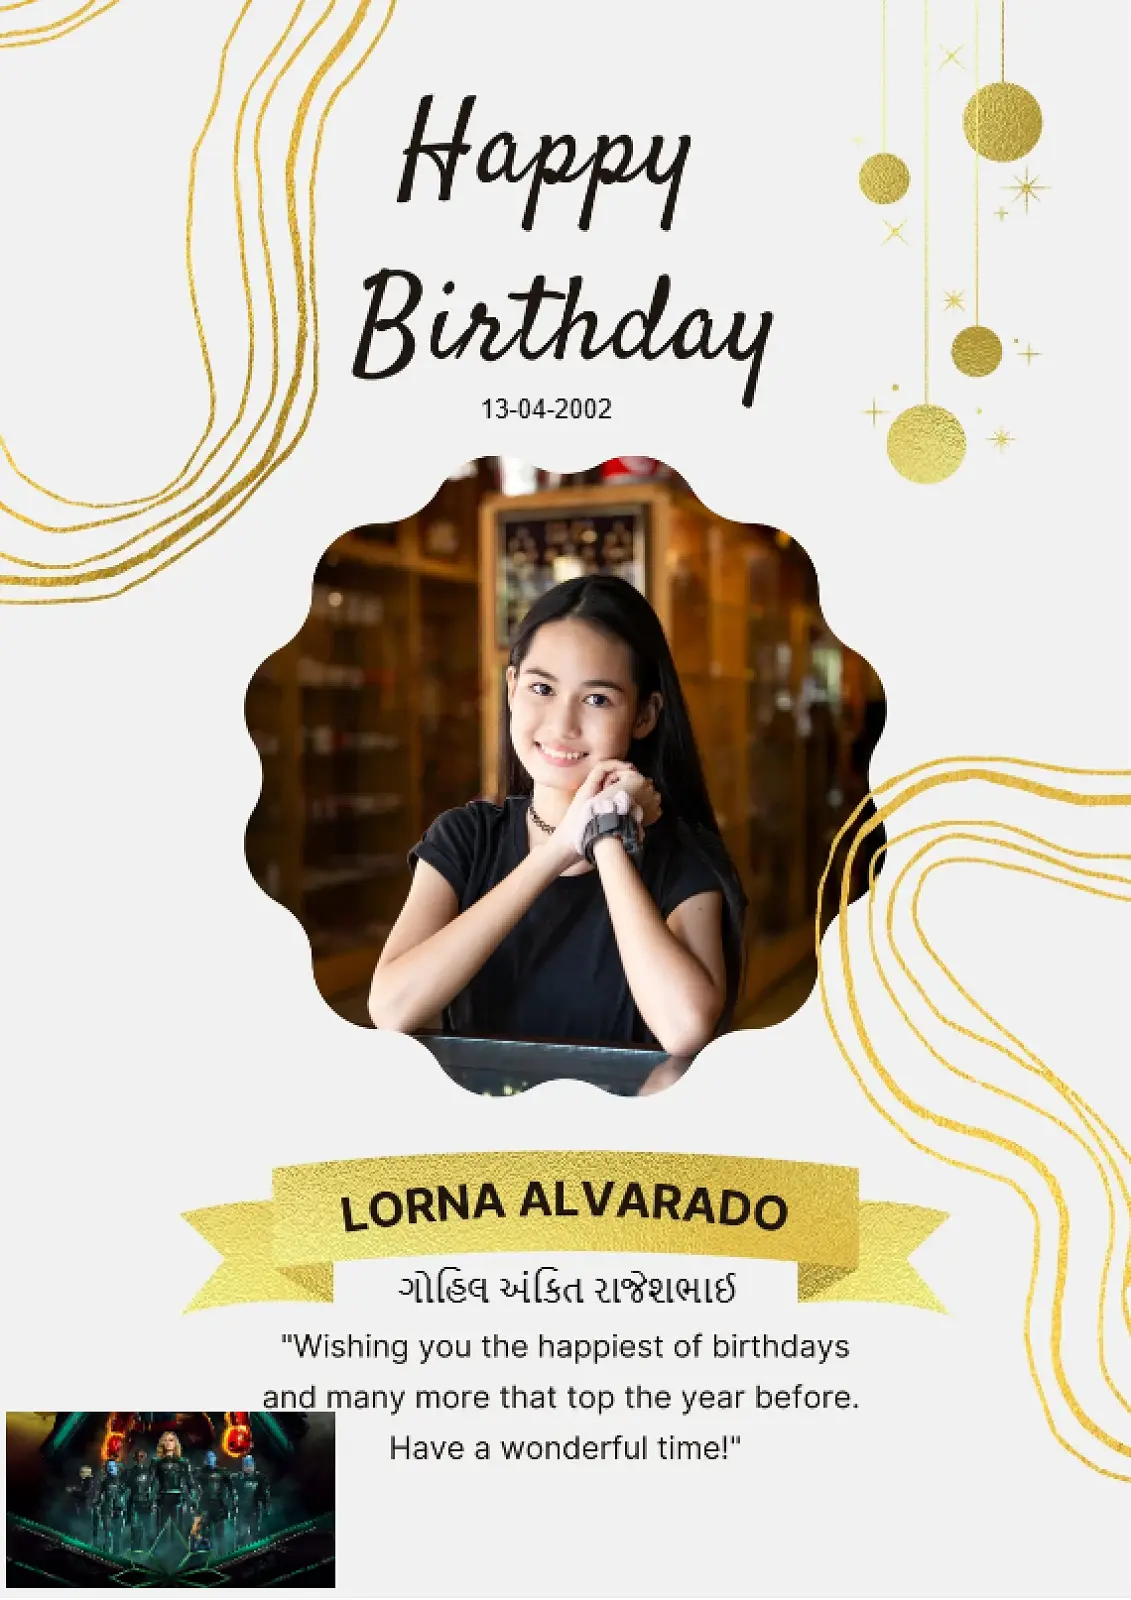 Happy
Birthday
13-04-2002
LORNA ALVARADO
ગોહિલ અંકિત રાજેશભાઈ
"Wishing you the happiest of birthdays
and many more that top the year before.
Have a wonderful time!"